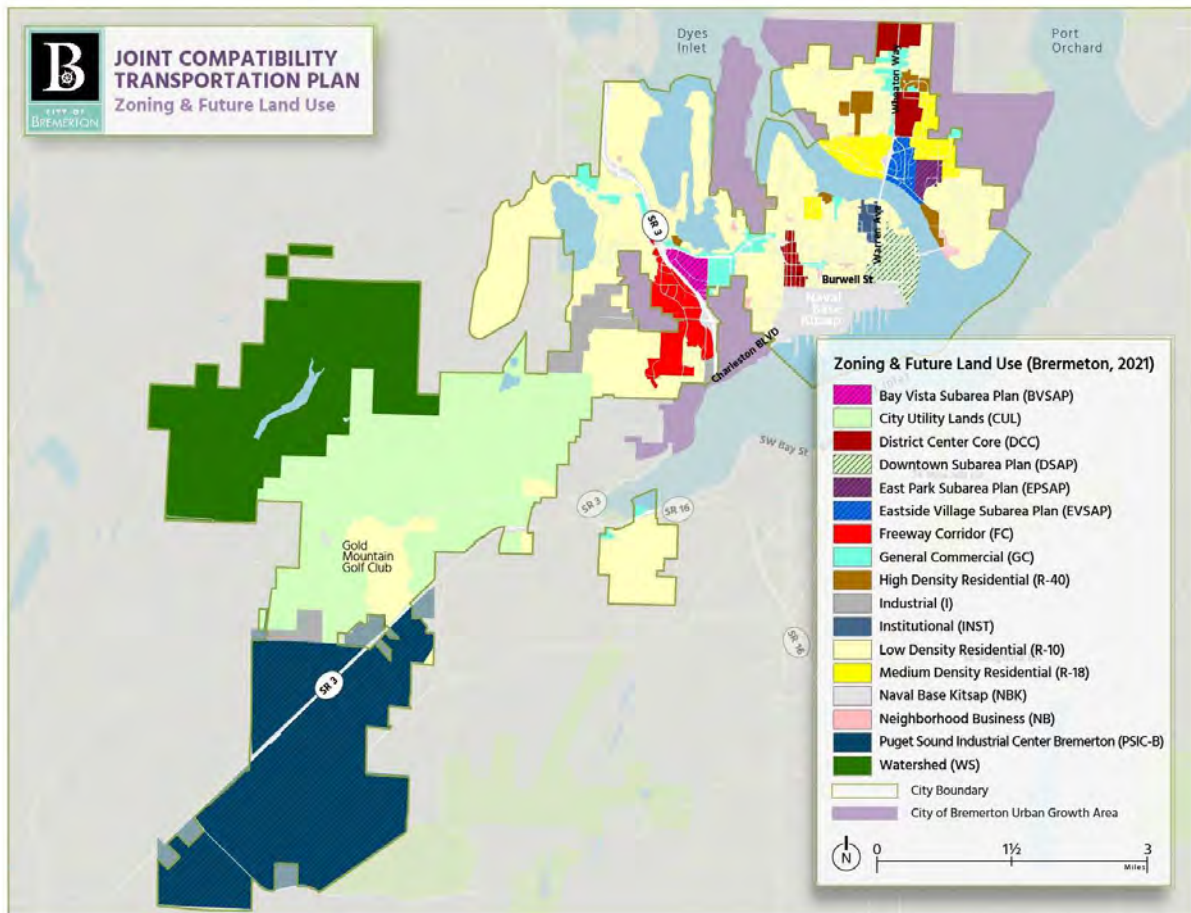 B
CITY OF
BREMERTON
JOINT COMPATIBILITY
TRANSPORTATION PLAN
Zoning & Future Land Use
Dyes
Inlet
Port
Orchard
Wheaton Way
SR 3
Warren Ave
Burwell St
Naval
Base
Kitsap
Charleston BLVD
SW Bay St
SR 3
SR 16
Gold
Mountain
Golf Club
SR 3
SR 16
Zoning & Future Land Use (Brermeton, 2021)
Bay Vista Subarea Plan (BVSAP)
City Utility Lands (CUL)
District Center Core (DCC)
Downtown Subarea Plan (DSAP)
East Park Subarea Plan (EPSAP)
Eastside Village Subarea Plan (EVSAP)
Freeway Corridor (FC)
General Commercial (GC)
High Density Residential (R-40)
Industrial (I)
Institutional (INST)
Low Density Residential (R-10)
Medium Density Residential (R-18)
Naval Base Kitsap (NBK)
Neighborhood Business (NB)
Puget Sound Industrial Center Bremerton (PSIC-B)
Watershed (WS)
City Boundary
City of Bremerton Urban Growth Area
N
0 1½ 3
Miles